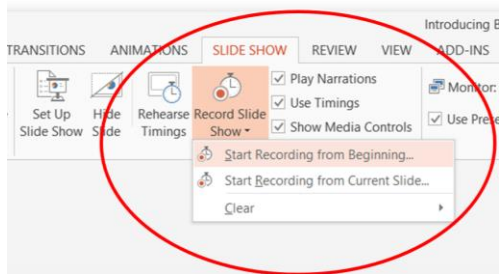 Introducing B
TRANSITIONS ANIMATIONS SLIDE SHOW REVIEW VIEW ADD-INS
Set Up
Slide Show
Hide
Slide
Rehearse
Timings
Record Slide
Show
Play Narrations
Use Timings
Show Media Controls
Monitor:
Use Prese
Start Recording from Beginning...
Start Recording from Current Slide...
Clear